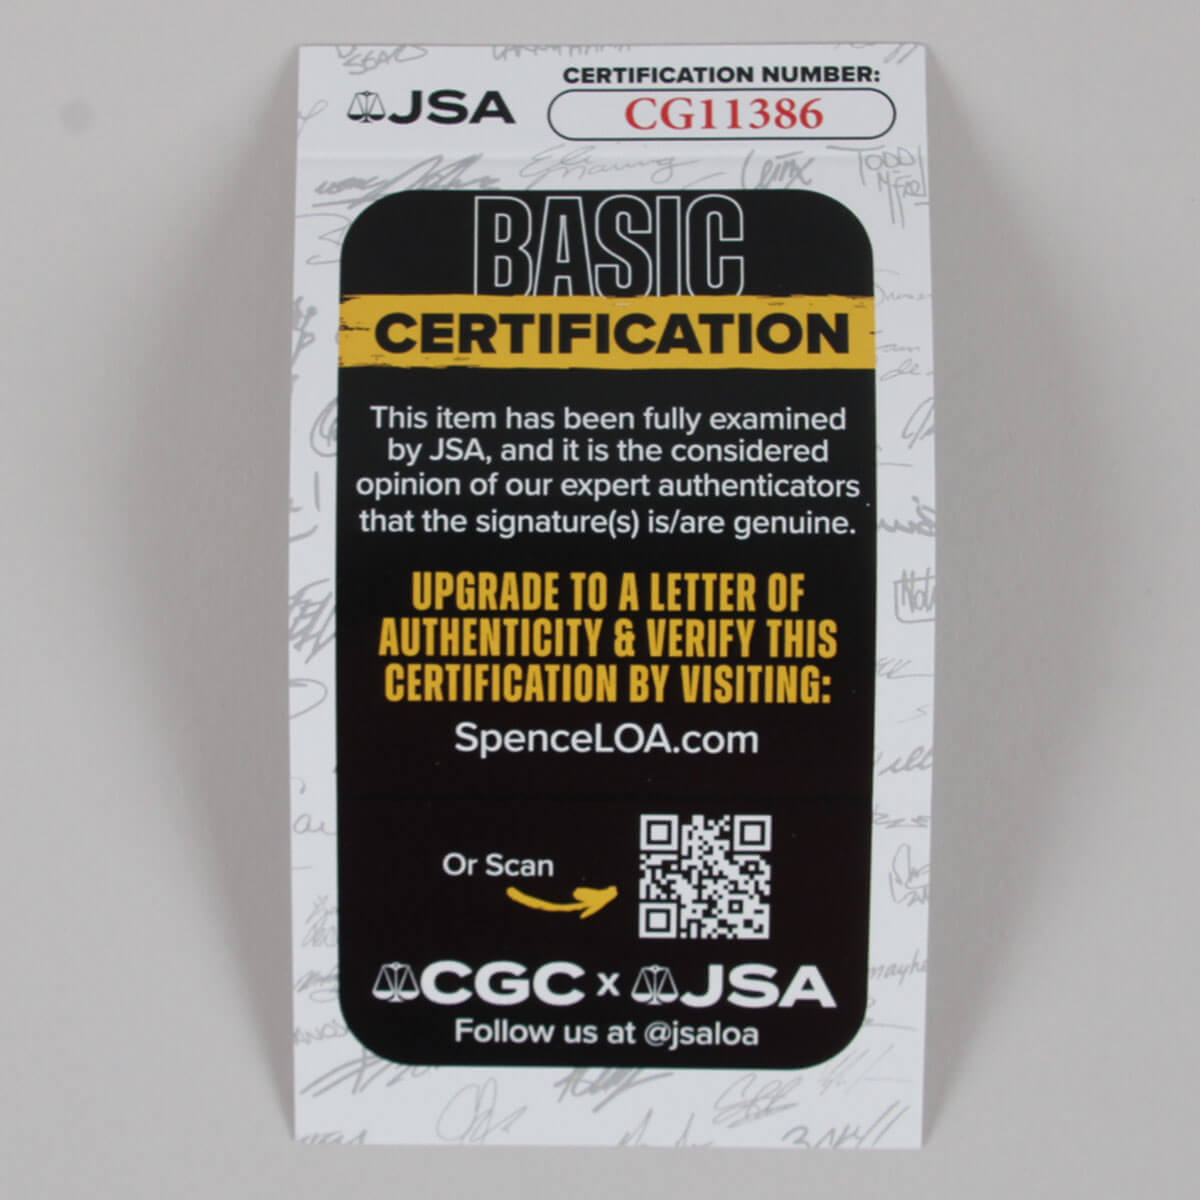 JSA
CERTIFICATION NUMBER:
CG11386
BASIC
CERTIFICATION
This item has been fully examined
by JSA, and it is the considered
opinion of our expert authenticators
that the signature(s) is/are genuine.
UPGRADE TO A LETTER OF
AUTHENTICITY & VERIFY THIS
CERTIFICATION BY VISITING:
SpenceLOA.com
Or Scan
CGC x JSA
Follow us at @jsaloa